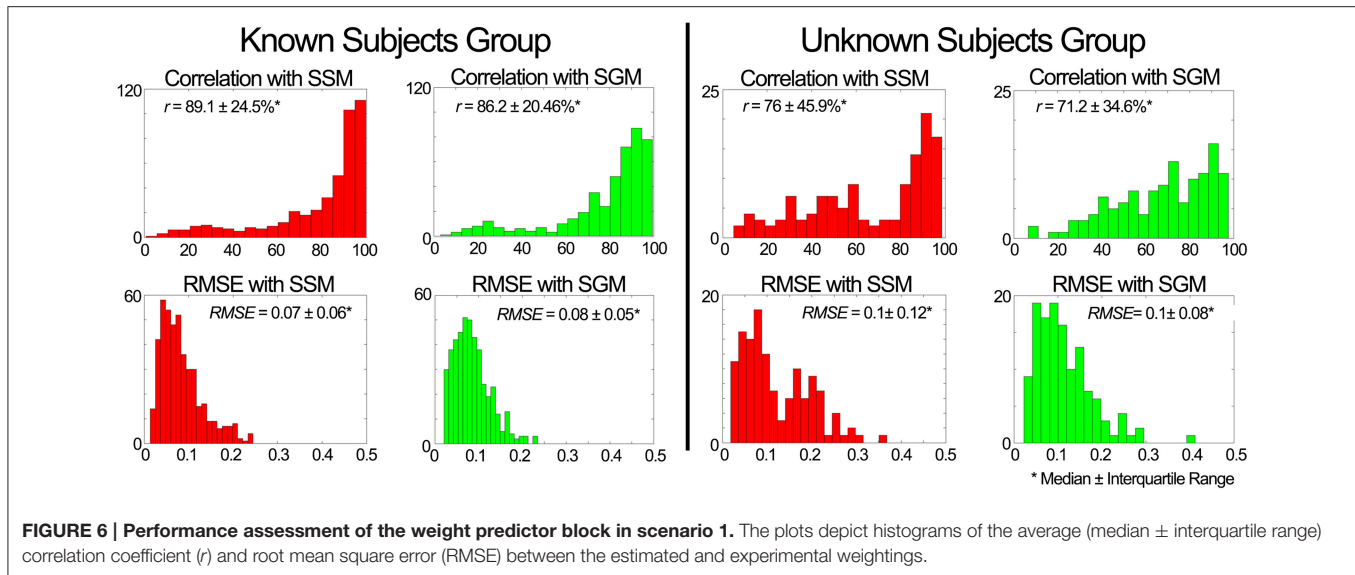 Known Subjects Group
Unknown Subjects Group
Correlation with SSM
Correlation with SGM
Correlation with SSM
Correlation with SGM
120
r = 89.1 ± 24.5%*
0
0 20 40 60 80 100
120
r = 86.2 ± 20.46%*
0
0 20 40 60 80 100
25
r = 76 ± 45.9%*
0
0 20 40 60 80 100
25
r = 71.2 ± 34.6%*
0
0 20 40 60 80 100
RMSE with SSM
RMSE with SGM
RMSE with SSM
RMSE with SGM
60
RMSE = 0.07 ± 0.06*
0
0 0.1 0.2 0.3 0.4 0.5
60
RMSE = 0.08 ± 0.05*
0
0 0.1 0.2 0.3 0.4 0.5
20
RMSE = 0.1± 0.12*
0
0 0.1 0.2 0.3 0.4 0.5
20
RMSE= 0.1± 0.08*
0
0 0.1 0.2 0.3 0.4 0.5
* Median ± Interquartile Range
FIGURE 6 | Performance assessment of the weight predictor block in scenario 1. The plots depict histograms of the average (median ± interquartile range)
correlation coefficient (r) and root mean square error (RMSE) between the estimated and experimental weightings.